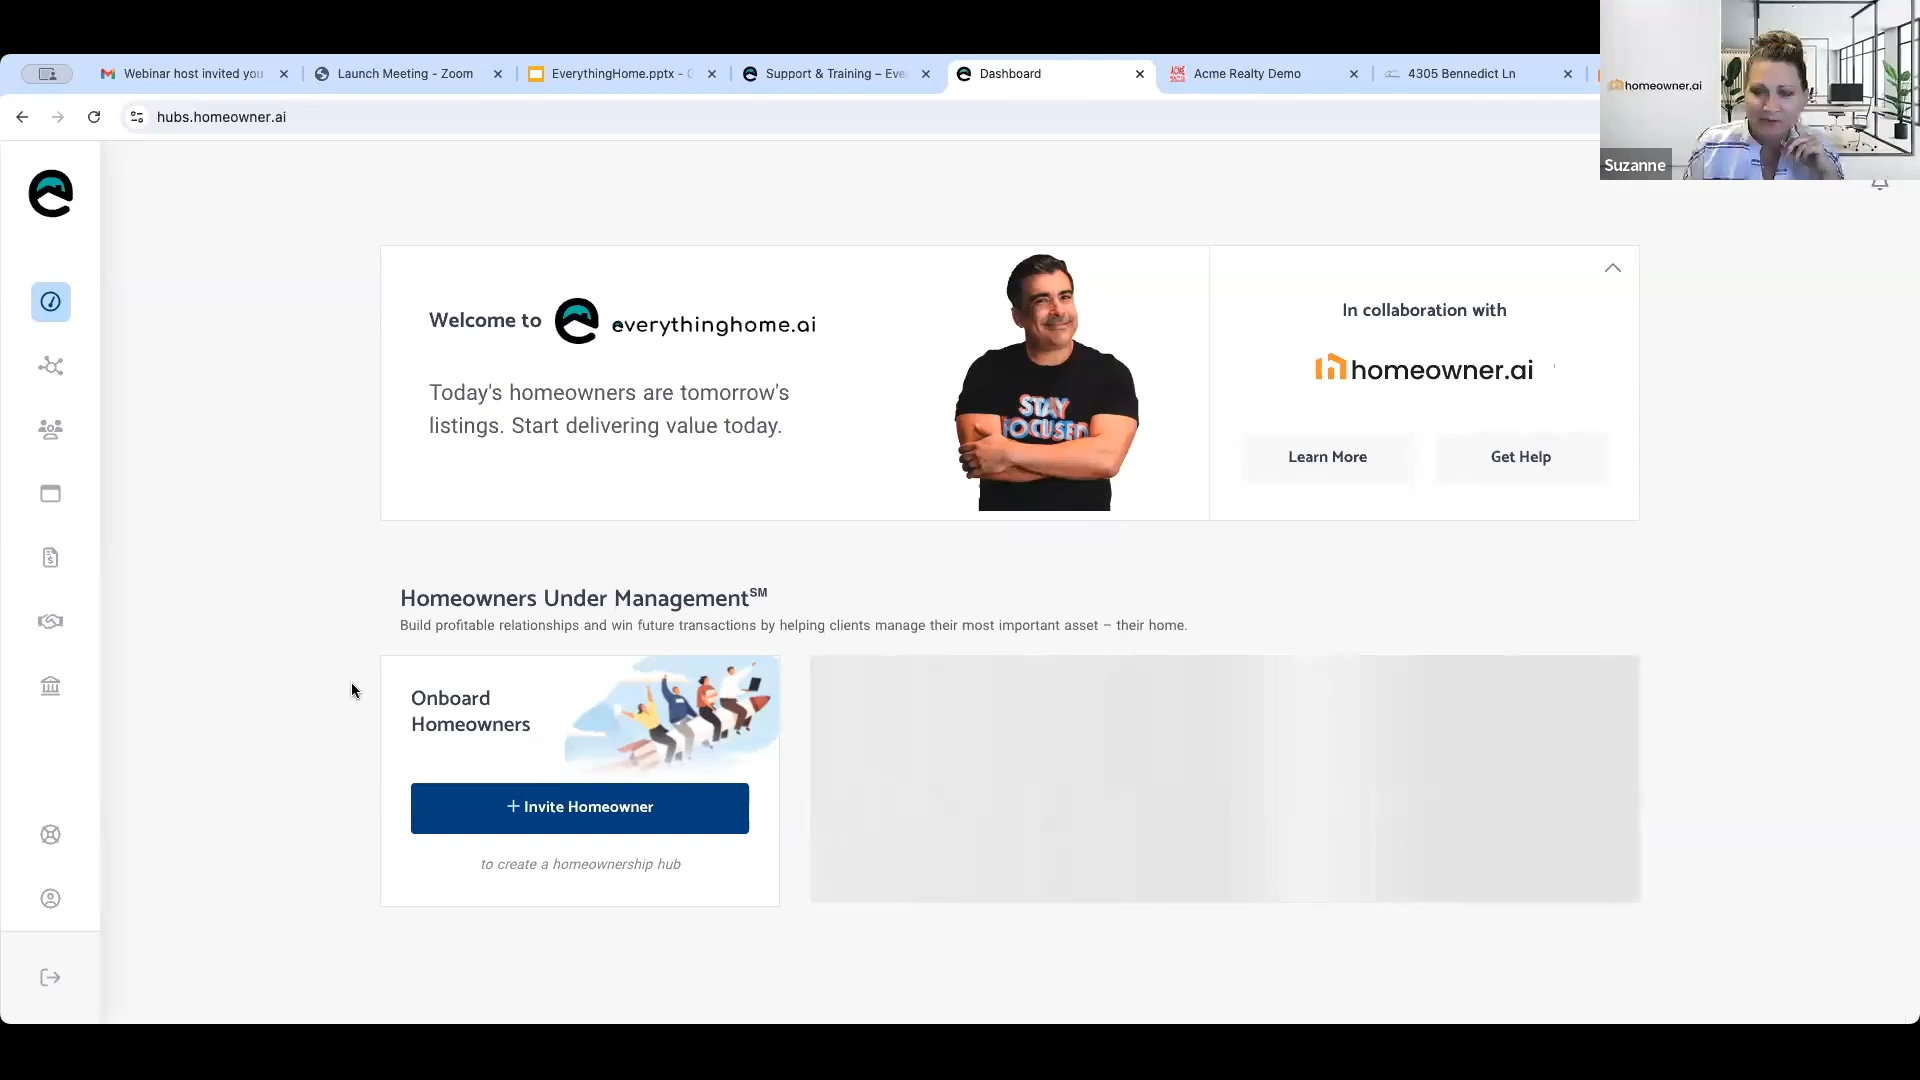 Webinar host invited you
Launch Meeting - Zoom
EverythingHome.pptx - G
Support & Training – Eve
Dashboard
Acme Realty Demo
4305 Bennedict Ln
hubs.homeowner.ai
homeowner.ai
Suzanne
Welcome to everythinghome.ai
Today's homeowners are tomorrow's
listings. Start delivering value today.
STAY
FOCUSED
In collaboration with
homeowner.ai
Learn More
Get Help
Homeowners Under Management℠
Build profitable relationships and win future transactions by helping clients manage their most important asset – their home.
Onboard
Homeowners
+ Invite Homeowner
to create a homeownership hub